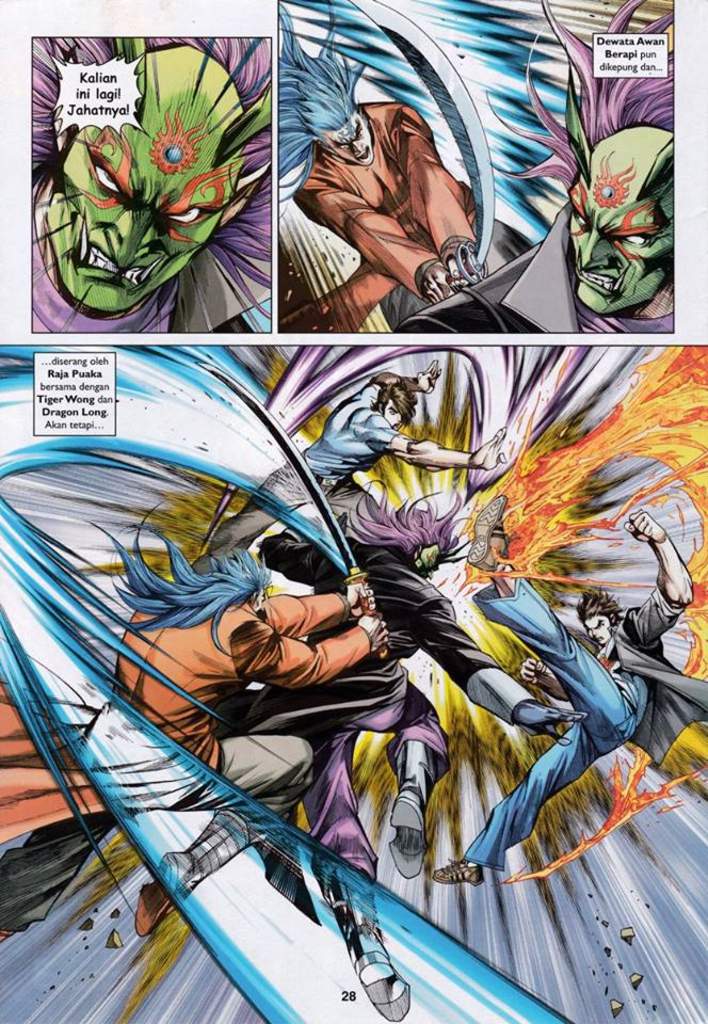 Kalian
ini lagi!
Jahatnya!
Dewata Awan
Berapi pun
dikepung dan...
...diserang oleh
Raja Puaka
bersama dengan
Tiger Wong dan
Dragon Long.
Akan tetapi...
28